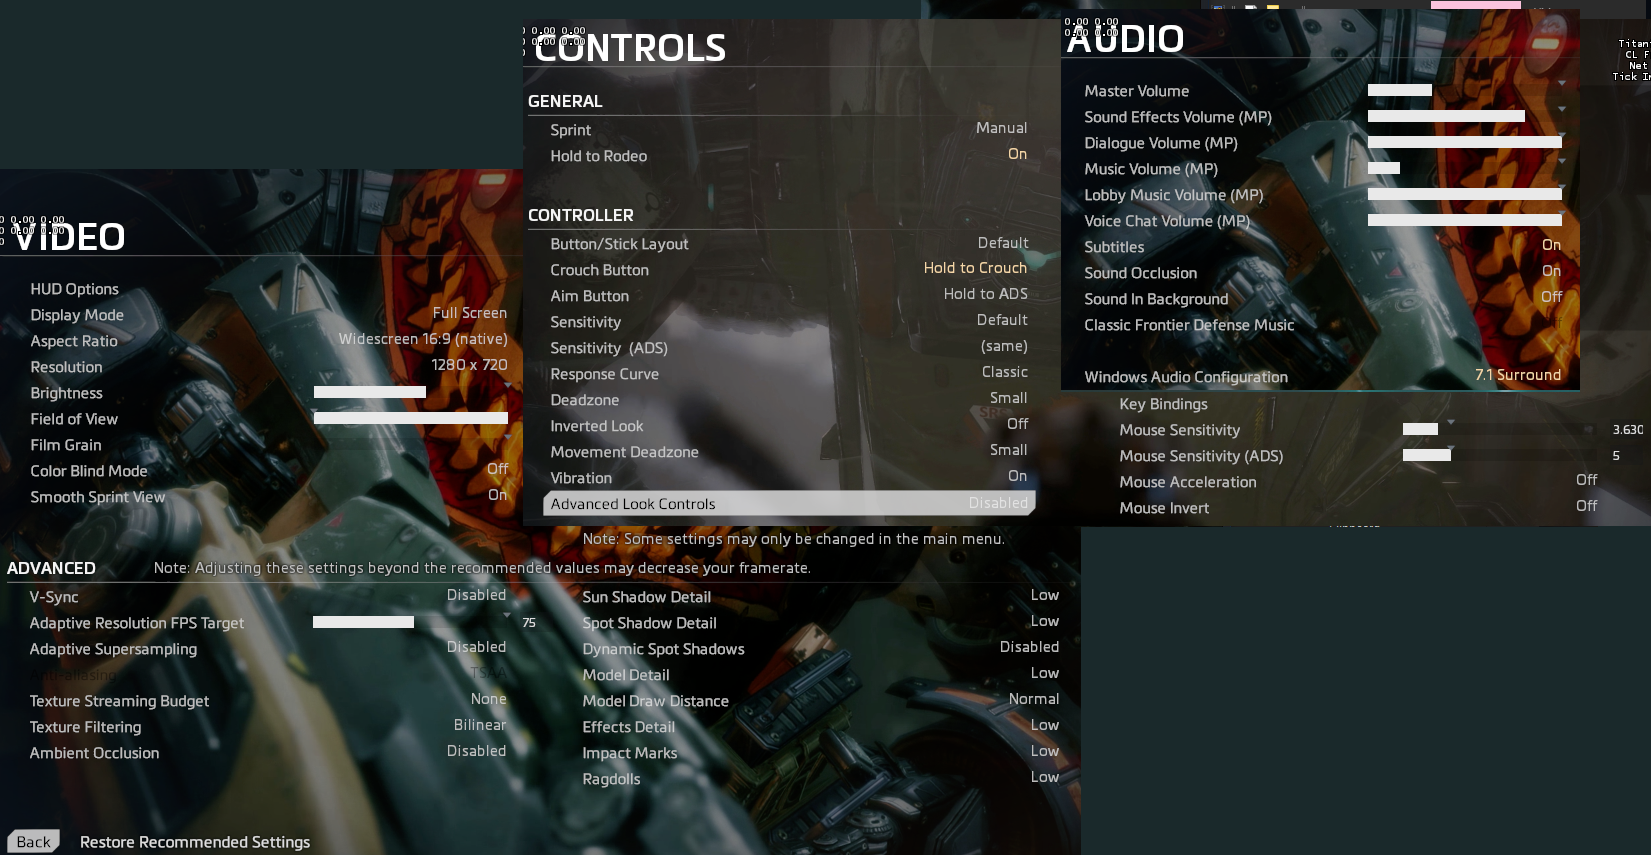 VIDEO
0 0.00 0.00
0 0.00 0.00
0
HUD Options
Display Mode Full Screen
Aspect Ratio Widescreen 16:9 (native)
Resolution 1280 x 720
Brightness
Field of View
Film Grain
Color Blind Mode Off
Smooth Sprint View On
CONTROLS
0 0.00 0.00
0 0.00 0.00
GENERAL
Sprint Manual
Hold to Rodeo On
CONTROLLER
Button/Stick Layout Default
Crouch Button Hold to Crouch
Aim Button Hold to ADS
Sensitivity Default
Sensitivity (ADS) (same)
Response Curve Classic
Deadzone Small
Inverted Look Off
Movement Deadzone Small
Vibration On
Advanced Look Controls Disabled
AUDIO
0.00 0.00
0.00 0.00
Master Volume
Sound Effects Volume (MP)
Dialogue Volume (MP)
Music Volume (MP)
Lobby Music Volume (MP)
Voice Chat Volume (MP)
Subtitles On
Sound Occlusion On
Sound In Background Off
Classic Frontier Defense Music
Windows Audio Configuration 7.1 Surround
Titan
CL F
Net
Tick In
Key Bindings
Mouse Sensitivity 3.630
Mouse Sensitivity (ADS) 5
Mouse Acceleration Off
Mouse Invert Off
Note: Some settings may only be changed in the main menu.
ADVANCED Note: Adjusting these settings beyond the recommended values may decrease your framerate.
V-Sync Disabled
Adaptive Resolution FPS Target 75
Adaptive Supersampling Disabled
Anti-aliasing TSAA
Texture Streaming Budget None
Texture Filtering Bilinear
Ambient Occlusion Disabled
Sun Shadow Detail Low
Spot Shadow Detail Low
Dynamic Spot Shadows Disabled
Model Detail Low
Model Draw Distance Normal
Effects Detail Low
Impact Marks Low
Ragdolls Low
Back Restore Recommended Settings